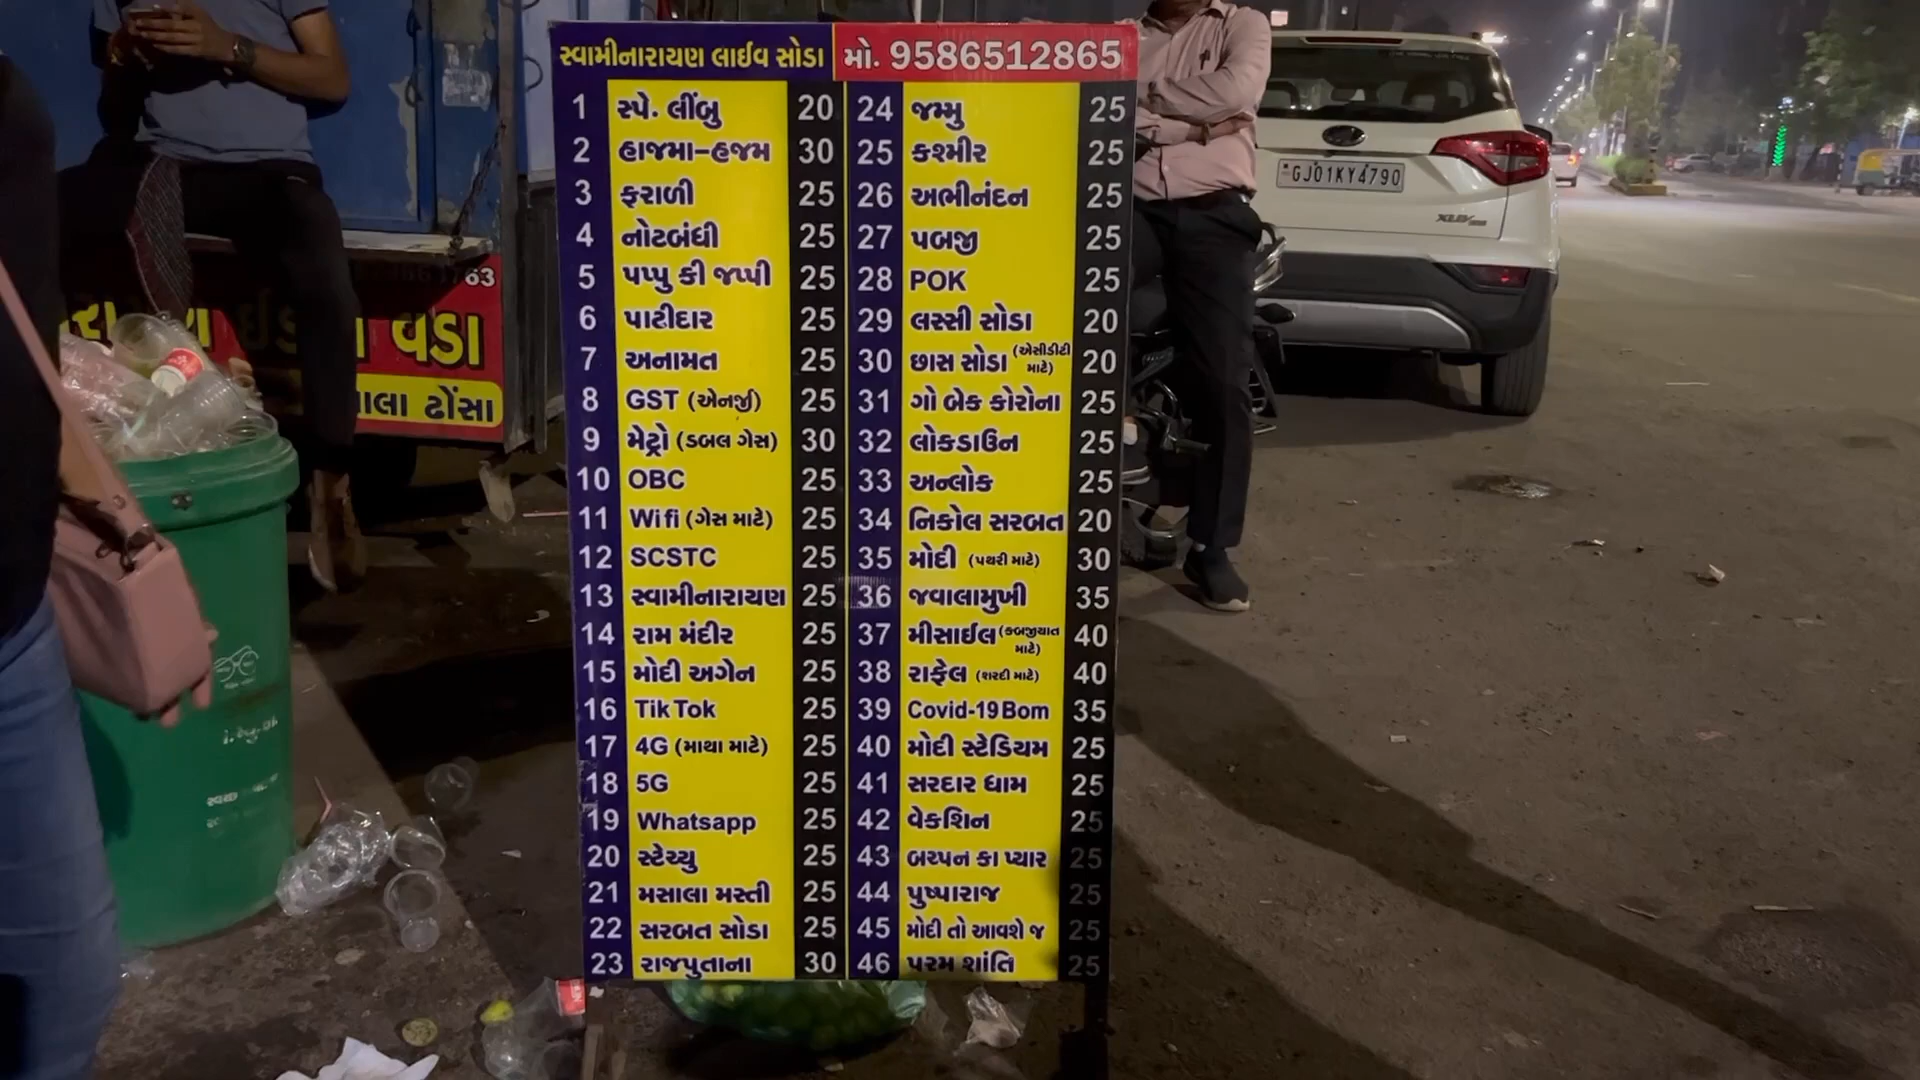 સ્વામીનારાયણ લાઈવ સોડા
મો. 9586512865
1 સ્પે. લીંબુ 20
2 હાજમા-હજમ 30
3 ફરાળી 25
4 નોટબંધી 25
5 પપ્પુ કી જપ્પી 25
6 પાટીદાર 25
7 અનામત 25
8 GST (એનર્જી) 25
9 મેટ્રો (ડબલ ગેસ) 30
10 OBC 25
11 Wifi (ગેસ માટે) 25
12 SCSTC 25
13 સ્વામીનારાયણ 25
14 રામ મંદીર 25
15 મોદી અગેન 25
16 TikTok 25
17 4G (માથા માટે) 25
18 5G 25
19 Whatsapp 25
20 સ્ટેચ્યુ 25
21 મસાલા મસ્તી 25
22 સરબત સોડા 25
23 રાજપુતાના 30
24 જમ્મુ 25
25 કશ્મીર 25
26 અભીનંદન 25
27 પબજી 25
28 POK 25
29 લસ્સી સોડા 20
30 છાસ સોડા (એસીડીટી માટે) 20
31 ગો બેક કોરોના 25
32 લોકડાઉન 25
33 અન્લોક 25
34 નિકોલ સરબત 20
35 મોદી (પથરી માટે) 30
36 જવાલામુખી 35
37 મીસાઈલ (કબજીયાત માટે) 40
38 રાફેલ (શરદી માટે) 40
39 Covid-19 Bom 35
40 મોદી સ્ટેડિયમ 25
41 સરદાર ધામ 25
42 વેકશિન 25
43 બચ્પન કા પ્યાર 25
44 પુષ્પારાજ 25
45 મોદી તો આવશે જ 25
46 પરમ શાંતિ 25
GJ01KY4790
63
વડા
ઢોંસા